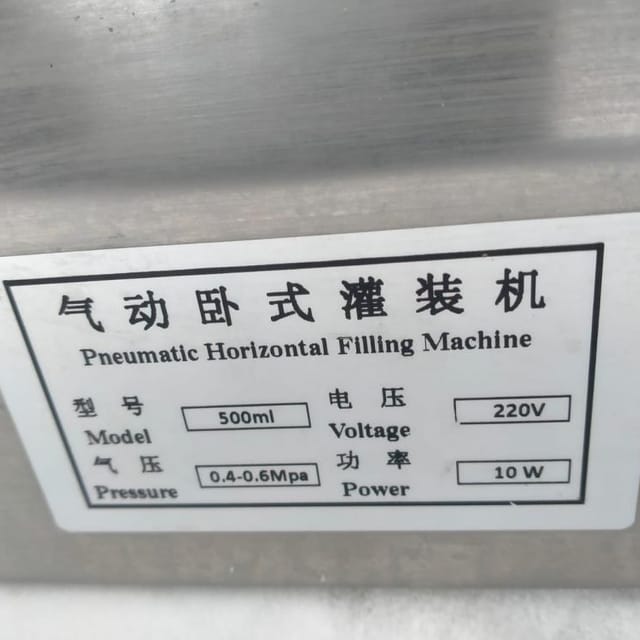 气动卧式灌装机
Pneumatic Horizontal Filling Machine
型号 500ml 电压 220V
Model Voltage
气压 0.4-0.6Mpa 功率 10 W
Pressure Power